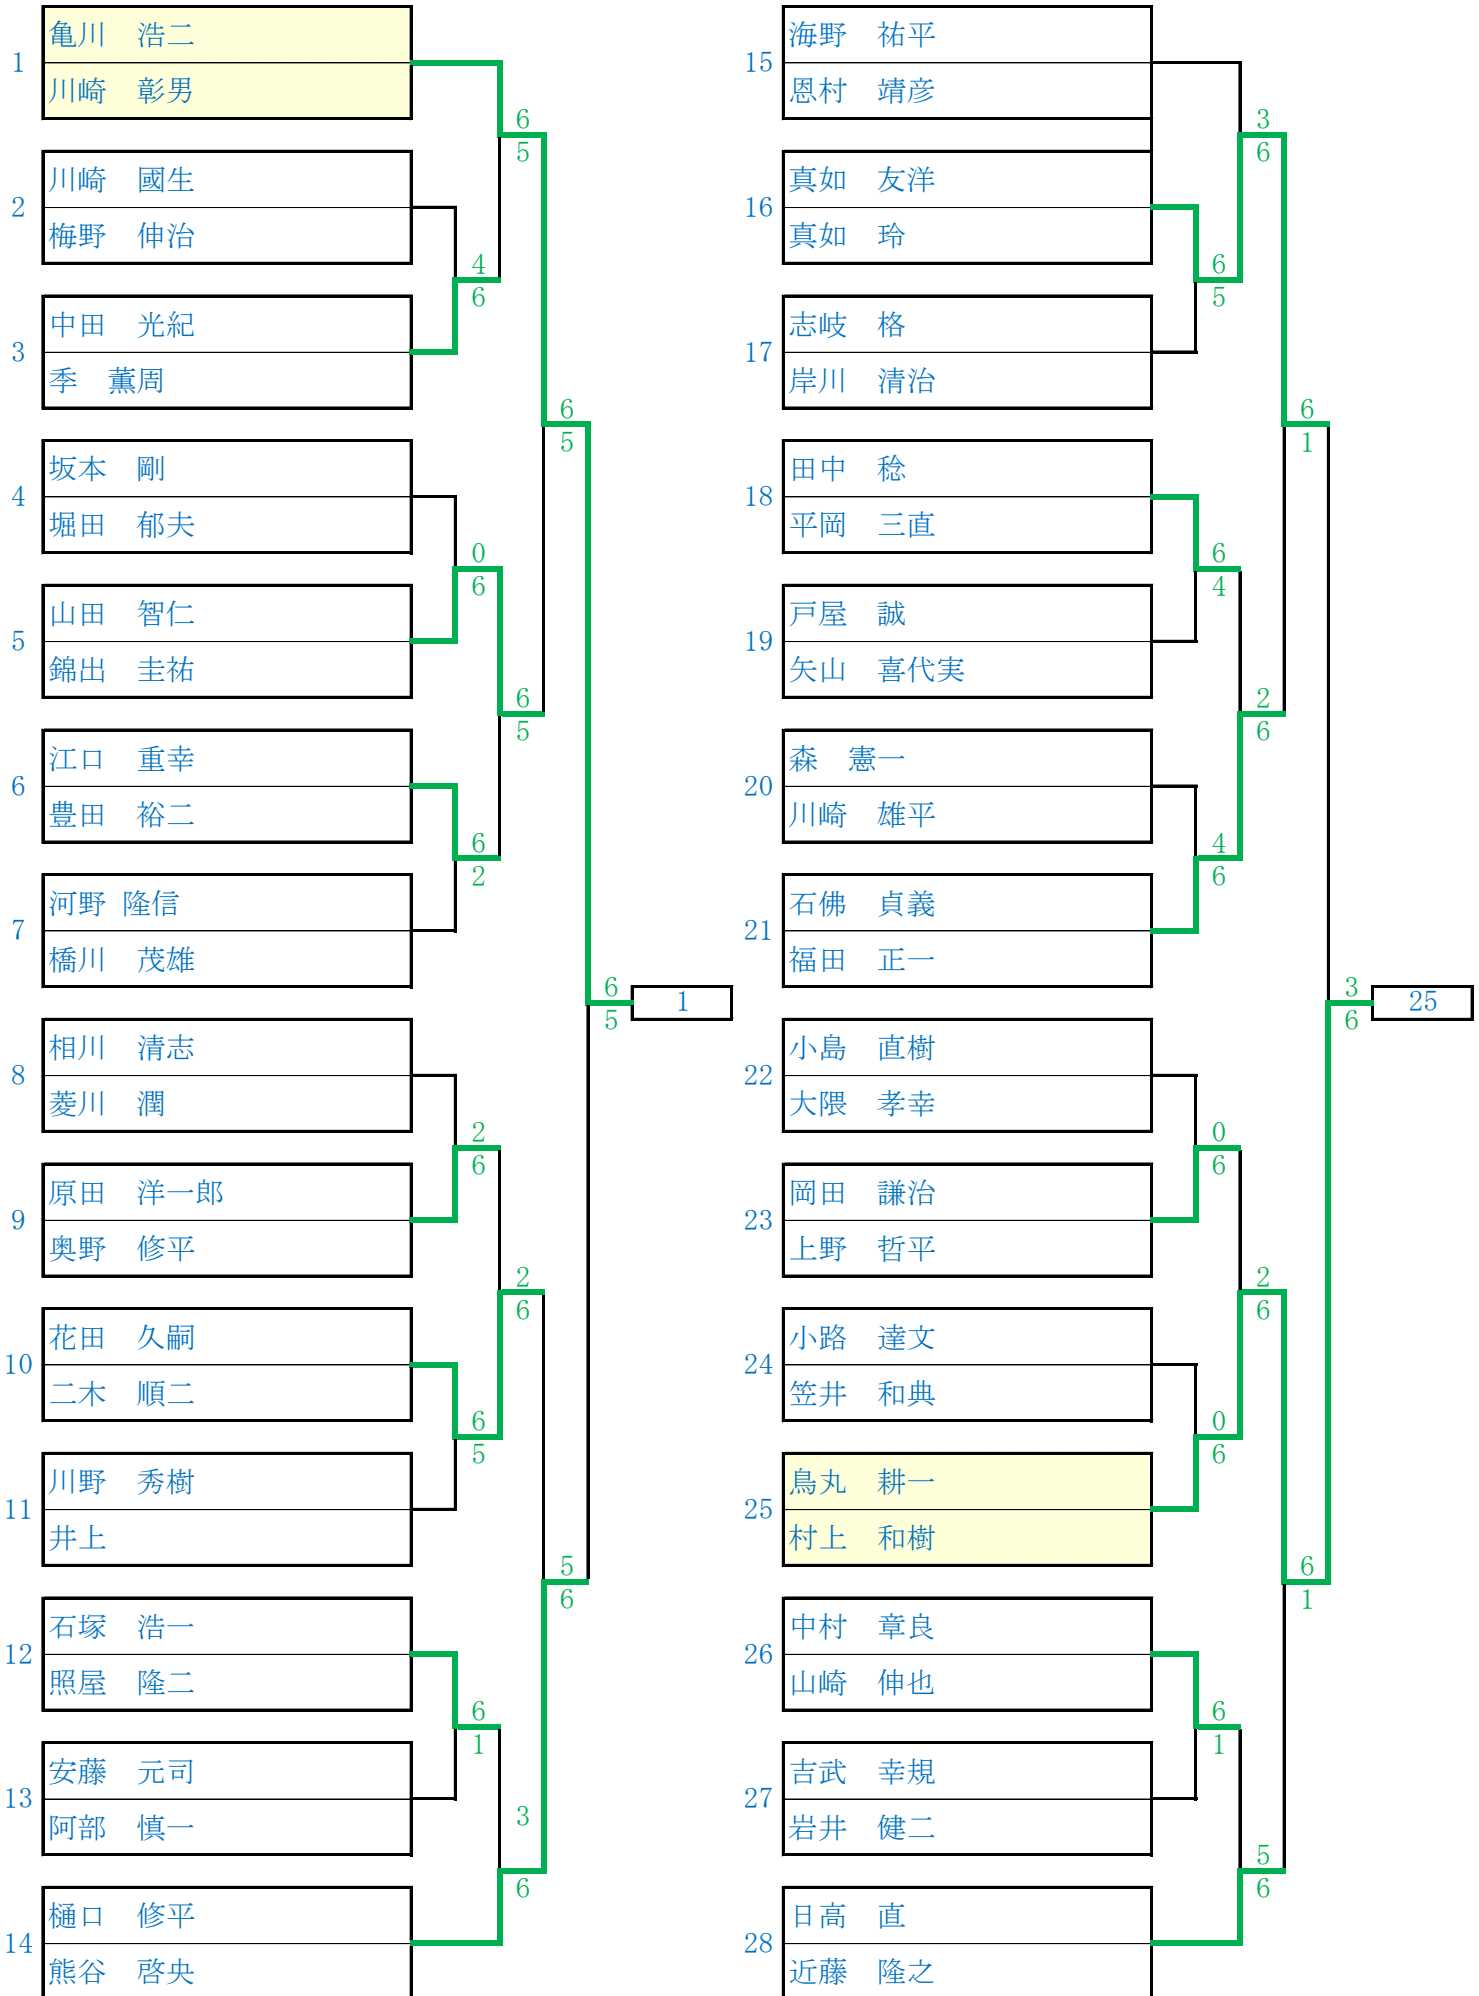 1
亀川　浩二
川崎　彰男
6
5
2
川崎　國生
梅野　伸治
4
6
3
中田　光紀
季　薫周
6
5
4
坂本　剛
堀田　郁夫
0
6
5
山田　智仁
錦出　圭祐
6
5
6
江口　重幸
豊田　裕二
6
2
7
河野 隆信
橋川　茂雄
6
5
1
8
相川　清志
菱川　潤
2
6
9
原田　洋一郎
奥野　修平
2
6
10
花田　久嗣
二木　順二
6
5
11
川野　秀樹
井上
5
6
12
石塚　浩一
照屋　隆二
6
1
13
安藤　元司
阿部　慎一
3
6
14
樋口　修平
熊谷　啓央
15
海野　祐平
恩村　靖彦
3
6
16
真如　友洋
真如　玲
6
5
17
志岐　格
岸川　清治
6
1
18
田中　稔
平岡　三直
6
4
19
戸屋　誠
矢山　喜代実
2
6
20
森　憲一
川崎　雄平
4
6
21
石佛　貞義
福田　正一
3
6
25
22
小島　直樹
大隈　孝幸
0
6
23
岡田　謙治
上野　哲平
2
6
24
小路　達文
笠井　和典
0
6
25
鳥丸　耕一
村上　和樹
6
1
26
中村　章良
山崎　伸也
6
1
27
吉武　幸規
岩井　健二
5
6
28
日高　直
近藤　隆之